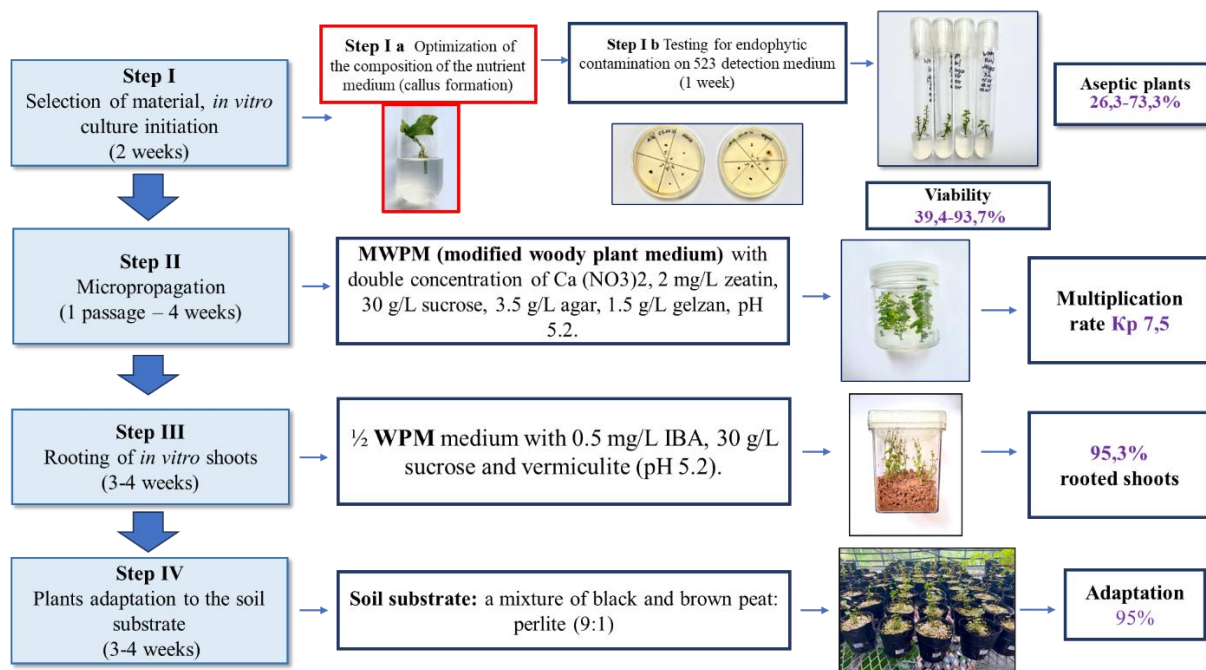 Step I
Selection of material, in vitro
culture initiation
(2 weeks)
Step I a Optimization of
the composition of the nutrient
medium (callus formation)
Step I b Testing for endophytic
contamination on 523 detection medium
(1 week)
Aseptic plants
26,3-73,3%
Viability
39,4-93,7%
Step II
Micropropagation
(1 passage – 4 weeks)
MWPM (modified woody plant medium) with
double concentration of Ca (NO3)2, 2 mg/L zeatin,
30 g/L sucrose, 3.5 g/L agar, 1.5 g/L gelzan, pH
5.2.
Multiplication
rate Кр 7,5
Step III
Rooting of in vitro shoots
(3-4 weeks)
½ WPM medium with 0.5 mg/L IBA, 30 g/L
sucrose and vermiculite (pH 5.2).
95,3%
rooted shoots
Step IV
Plants adaptation to the soil
substrate
(3-4 weeks)
Soil substrate: a mixture of black and brown peat:
perlite (9:1)
Adaptation
95%